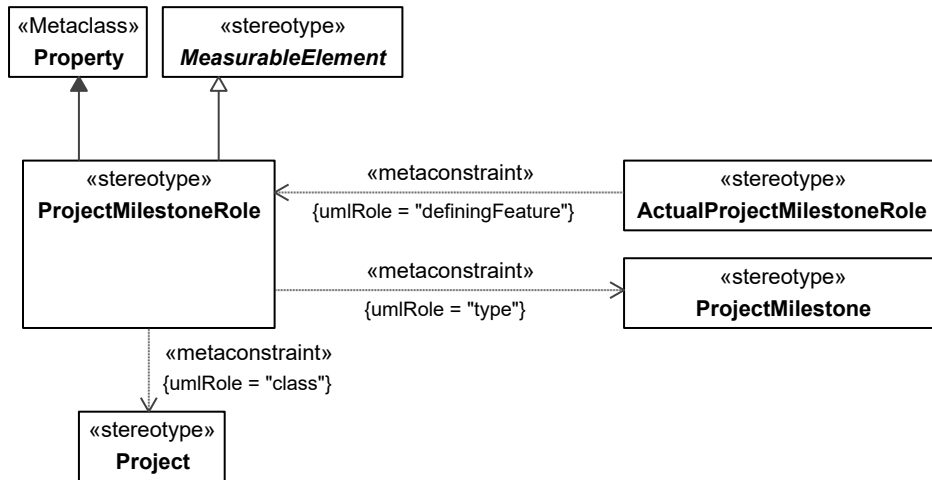 «Metaclass»
Property
«stereotype»
MeasurableElement
«stereotype»
ProjectMilestoneRole
«metaconstraint»
{umlRole = "definingFeature"}
«stereotype»
ActualProjectMilestoneRole
«metaconstraint»
{umlRole = "type"}
«stereotype»
ProjectMilestone
«metaconstraint»
{umlRole = "class"}
«stereotype»
Project